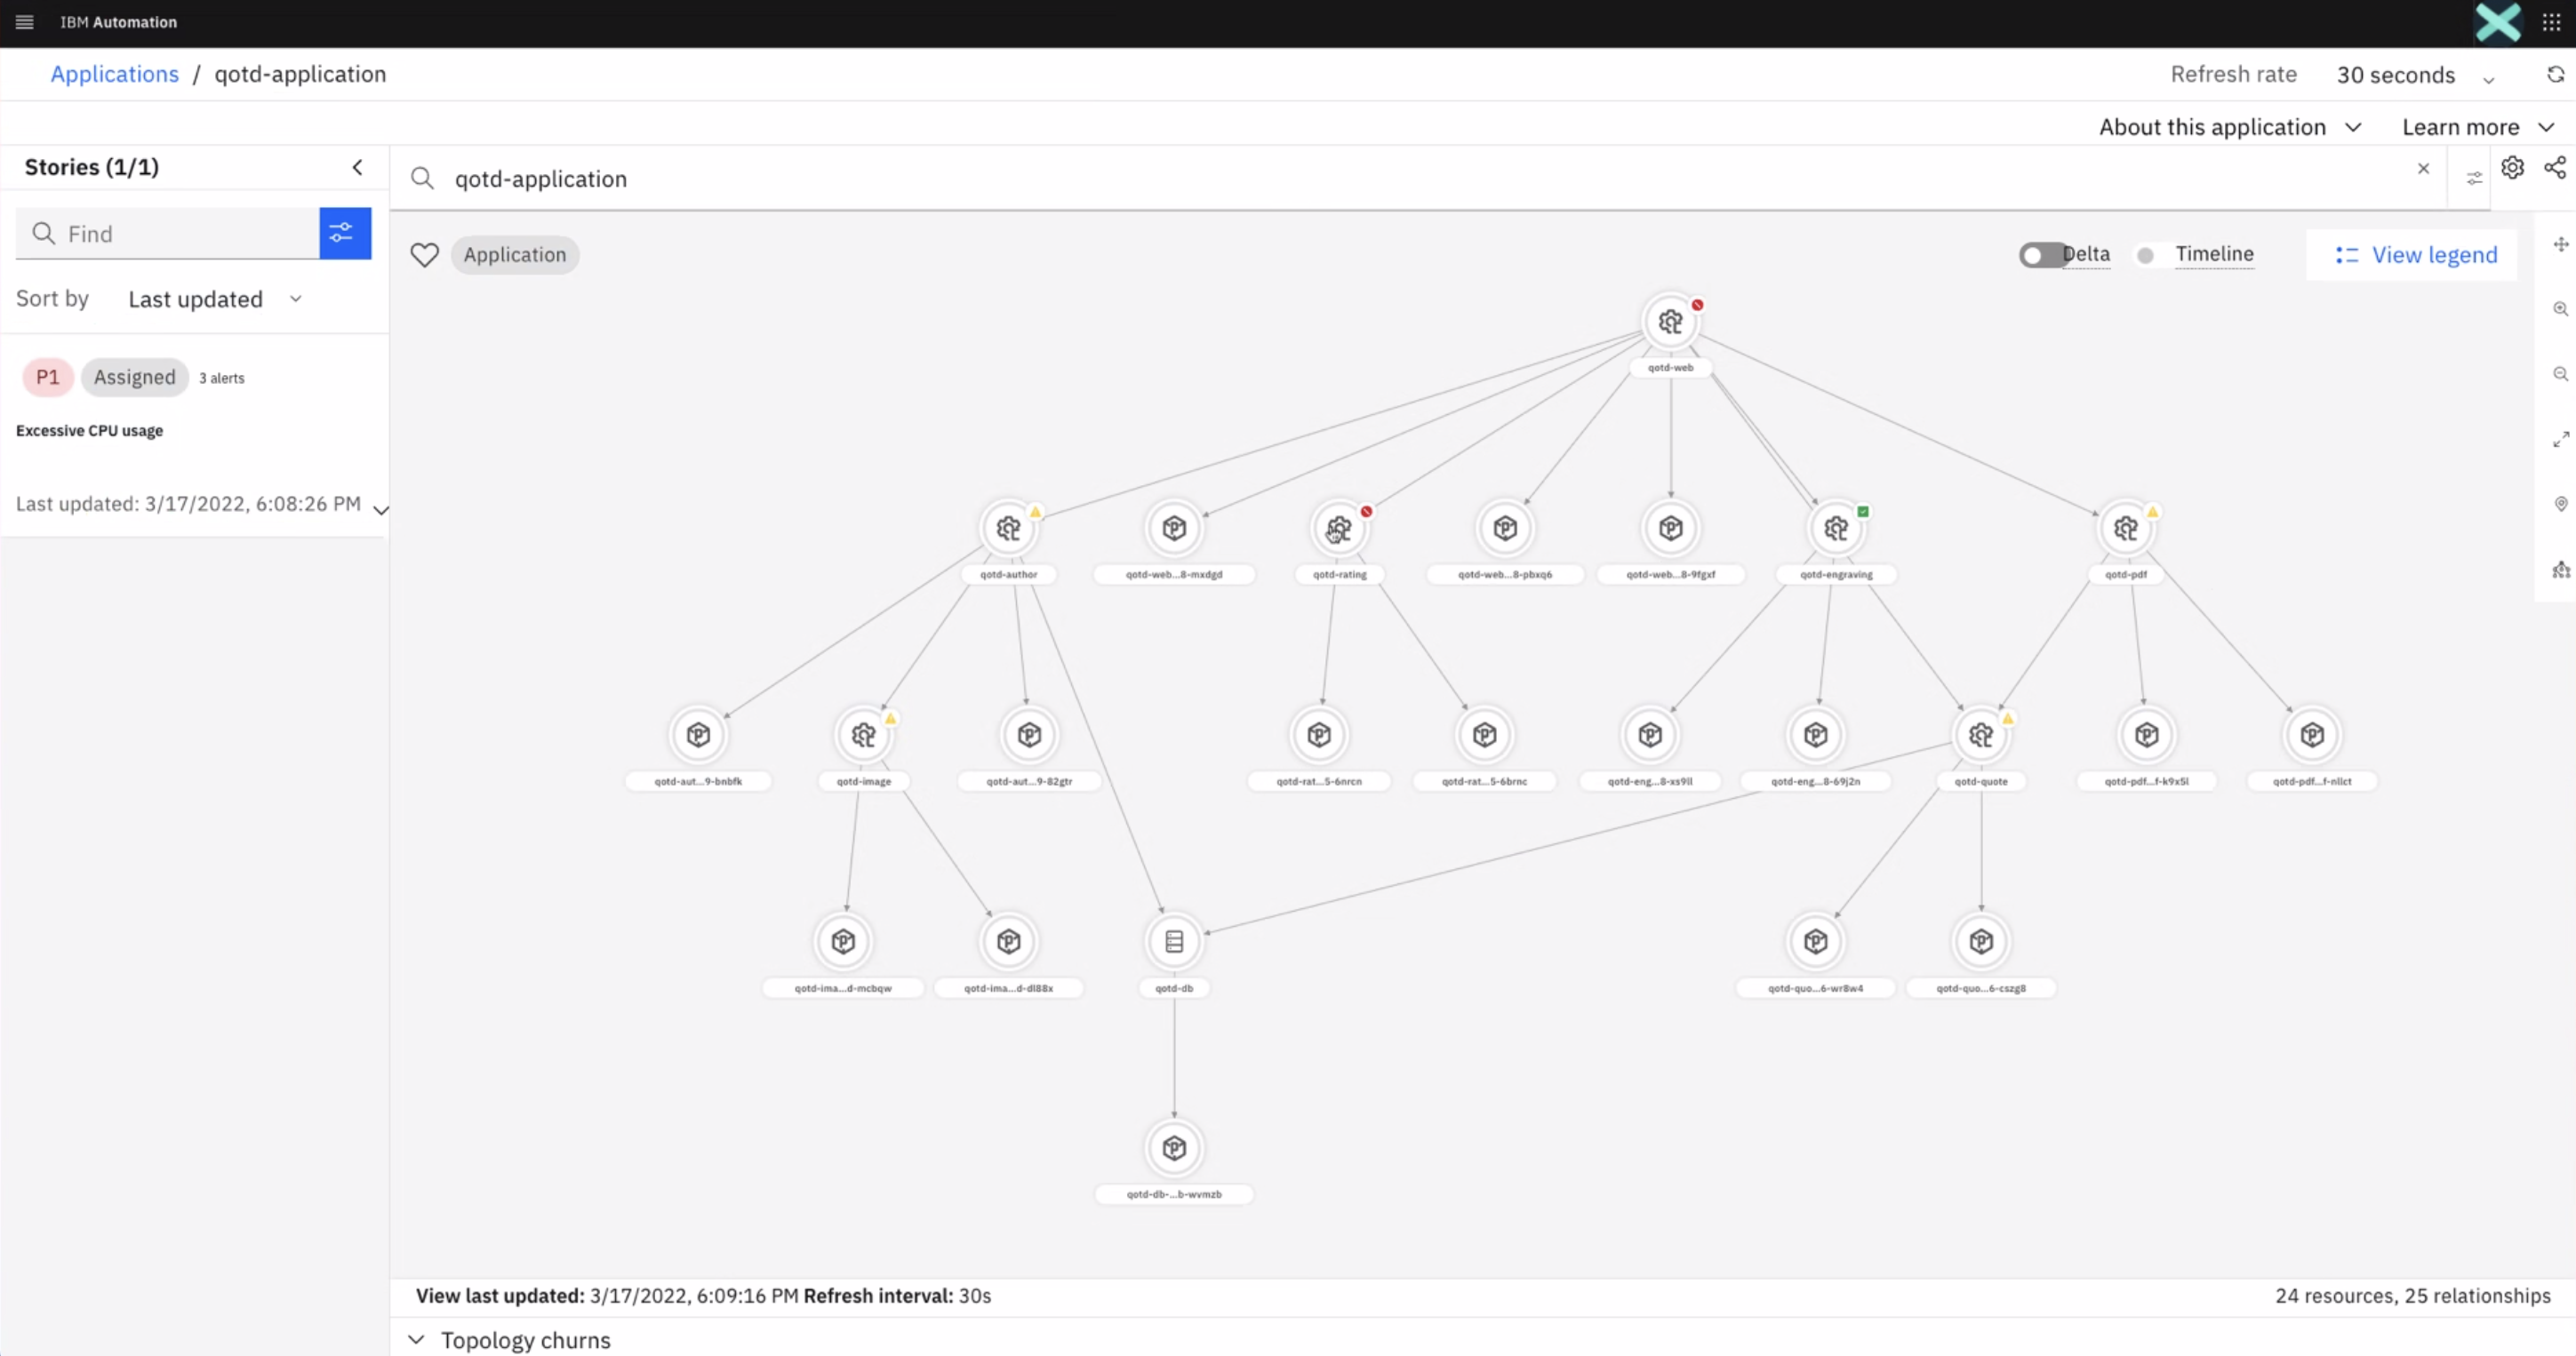 IBM Automation
Applications / qotd-application
Refresh rate 30 seconds
About this application Learn more
Stories (1/1)
qotd-application
Find
Application
Delta Timeline View legend
Sort by Last updated
P1 Assigned 3 alerts
Excessive CPU usage
Last updated: 3/17/2022, 6:08:26 PM
qotd-web
qotd-author qotd-web...8-mxdgd qotd-rating qotd-web...8-pbxq6 qotd-web...8-9fgxf qotd-engraving qotd-pdf
qotd-aut...9-bnbfk qotd-image qotd-aut...9-82gtr qotd-rat...5-6nrcn qotd-rat...5-6brnc qotd-eng...8-xs9ll qotd-eng...8-69j2n qotd-quote qotd-pdf...f-k9x5l qotd-pdf...f-nllct
qotd-ima...d-mcbqw qotd-ima...d-dl88x qotd-db qotd-quo...6-wr8w4 qotd-quo...6-cszg8
qotd-db-...b-wvmzb
View last updated: 3/17/2022, 6:09:16 PM Refresh interval: 30s
24 resources, 25 relationships
Topology churns